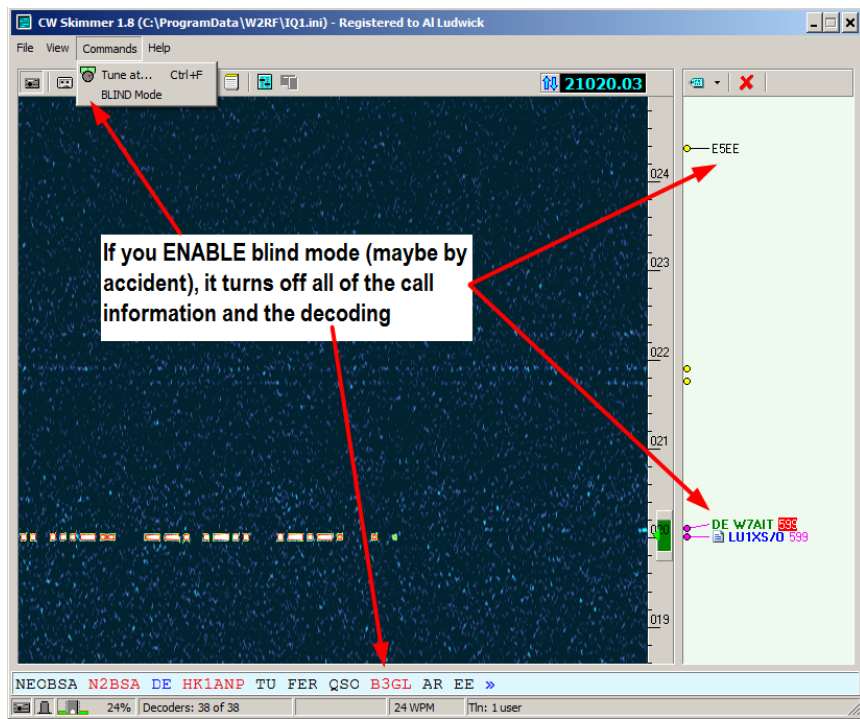 CW Skimmer 1.8 (C:\ProgramData\W2RF\IQ1.ini) - Registered to Al Ludwick
File View Commands Help
Tune at... Ctrl+F
BLIND Mode
21020.03
E5EE
024
If you ENABLE blind mode (maybe by
accident), it turns off all of the call
information and the decoding
023
022
021
020
DE W7AIT 599
LU1XS/O 599
019
NEOBSA N2BSA DE HK1ANP TU FER QSO B3GL AR EE »
24% Decoders: 38 of 38 24 WPM Tln: 1 user